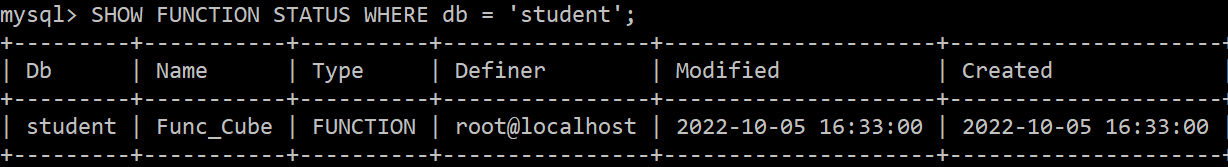 mysql> SHOW FUNCTION STATUS WHERE db = 'student';
+---------+-----------+----------+----------------+---------------------+---------------------
| Db      | Name      | Type     | Definer        | Modified            | Created
+---------+-----------+----------+----------------+---------------------+---------------------
| student | Func_Cube | FUNCTION | root@localhost | 2022-10-05 16:33:00 | 2022-10-05 16:33:00 |
+---------+-----------+----------+----------------+---------------------+---------------------